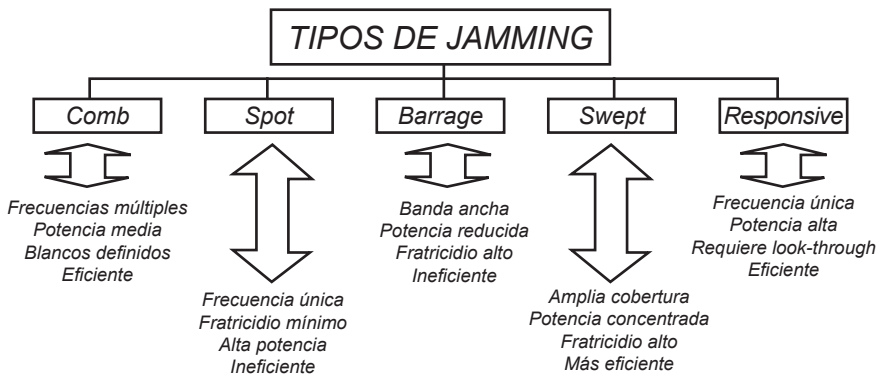 TIPOS DE JAMMING
Comb
Spot
Barrage
Swept
Responsive
Frecuencias múltiples
Potencia media
Blancos definidos
Eficiente
Frecuencia única
Fratricidio mínimo
Alta potencia
Ineficiente
Banda ancha
Potencia reducida
Fratricidio alto
Ineficiente
Amplia cobertura
Potencia concentrada
Fratricidio alto
Más eficiente
Frecuencia única
Potencia alta
Requiere look-through
Eficiente